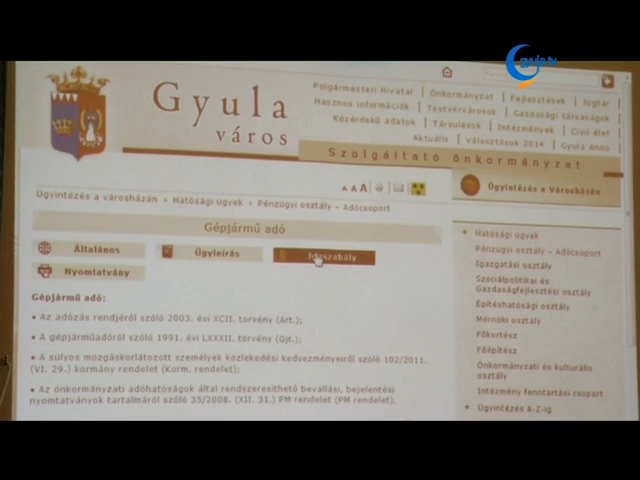 gyula.tv
Gyula
város
Polgármesteri Hivatal | Önkormányzat | Fejlesztések | Jogtár
Hasznos információk | Testvérvárosok | Gazdasági társaságok
Közérdekű adatok | Társulások | Intézmények | Civil élet
Aktuális | Választások 2014 | Gyula Anno
Szolgáltató önkormányzat
A A A
Ügyintézés a Városházán
Ügyintézés a városházán › Hatósági ügyek › Pénzügyi osztály – Adócsoport
Gépjármű adó
Általános
Ügyleírás
Jogszabály
Nyomtatvány
Gépjármű adó:
• Az adózás rendjéről szóló 2003. évi XCII. törvény (Art.);
• A gépjárműadóról szóló 1991. évi LXXXII. törvény (Gjt.);
• A súlyos mozgáskorlátozott személyek közlekedési kedvezményeiről szóló 102/2011.
(VI. 29.) kormány rendelet (Korm. rendelet);
• Az önkormányzati adóhatóságok által rendszeresíthető bevallási, bejelentési
nyomtatványok tartalmáról szóló 35/2008. (XII. 31.) PM rendelet (PM rendelet).
Hatósági ügyek
Pénzügyi osztály – Adócsoport
Igazgatási osztály
Szociálpolitikai és
Gazdaságfejlesztési osztály
Építéshatósági osztály
Mérnöki osztály
Főkertész
Főépítész
Önkormányzati és kulturális
osztály
Intézmény fenntartási csoport
Ügyintézés A-Z-ig